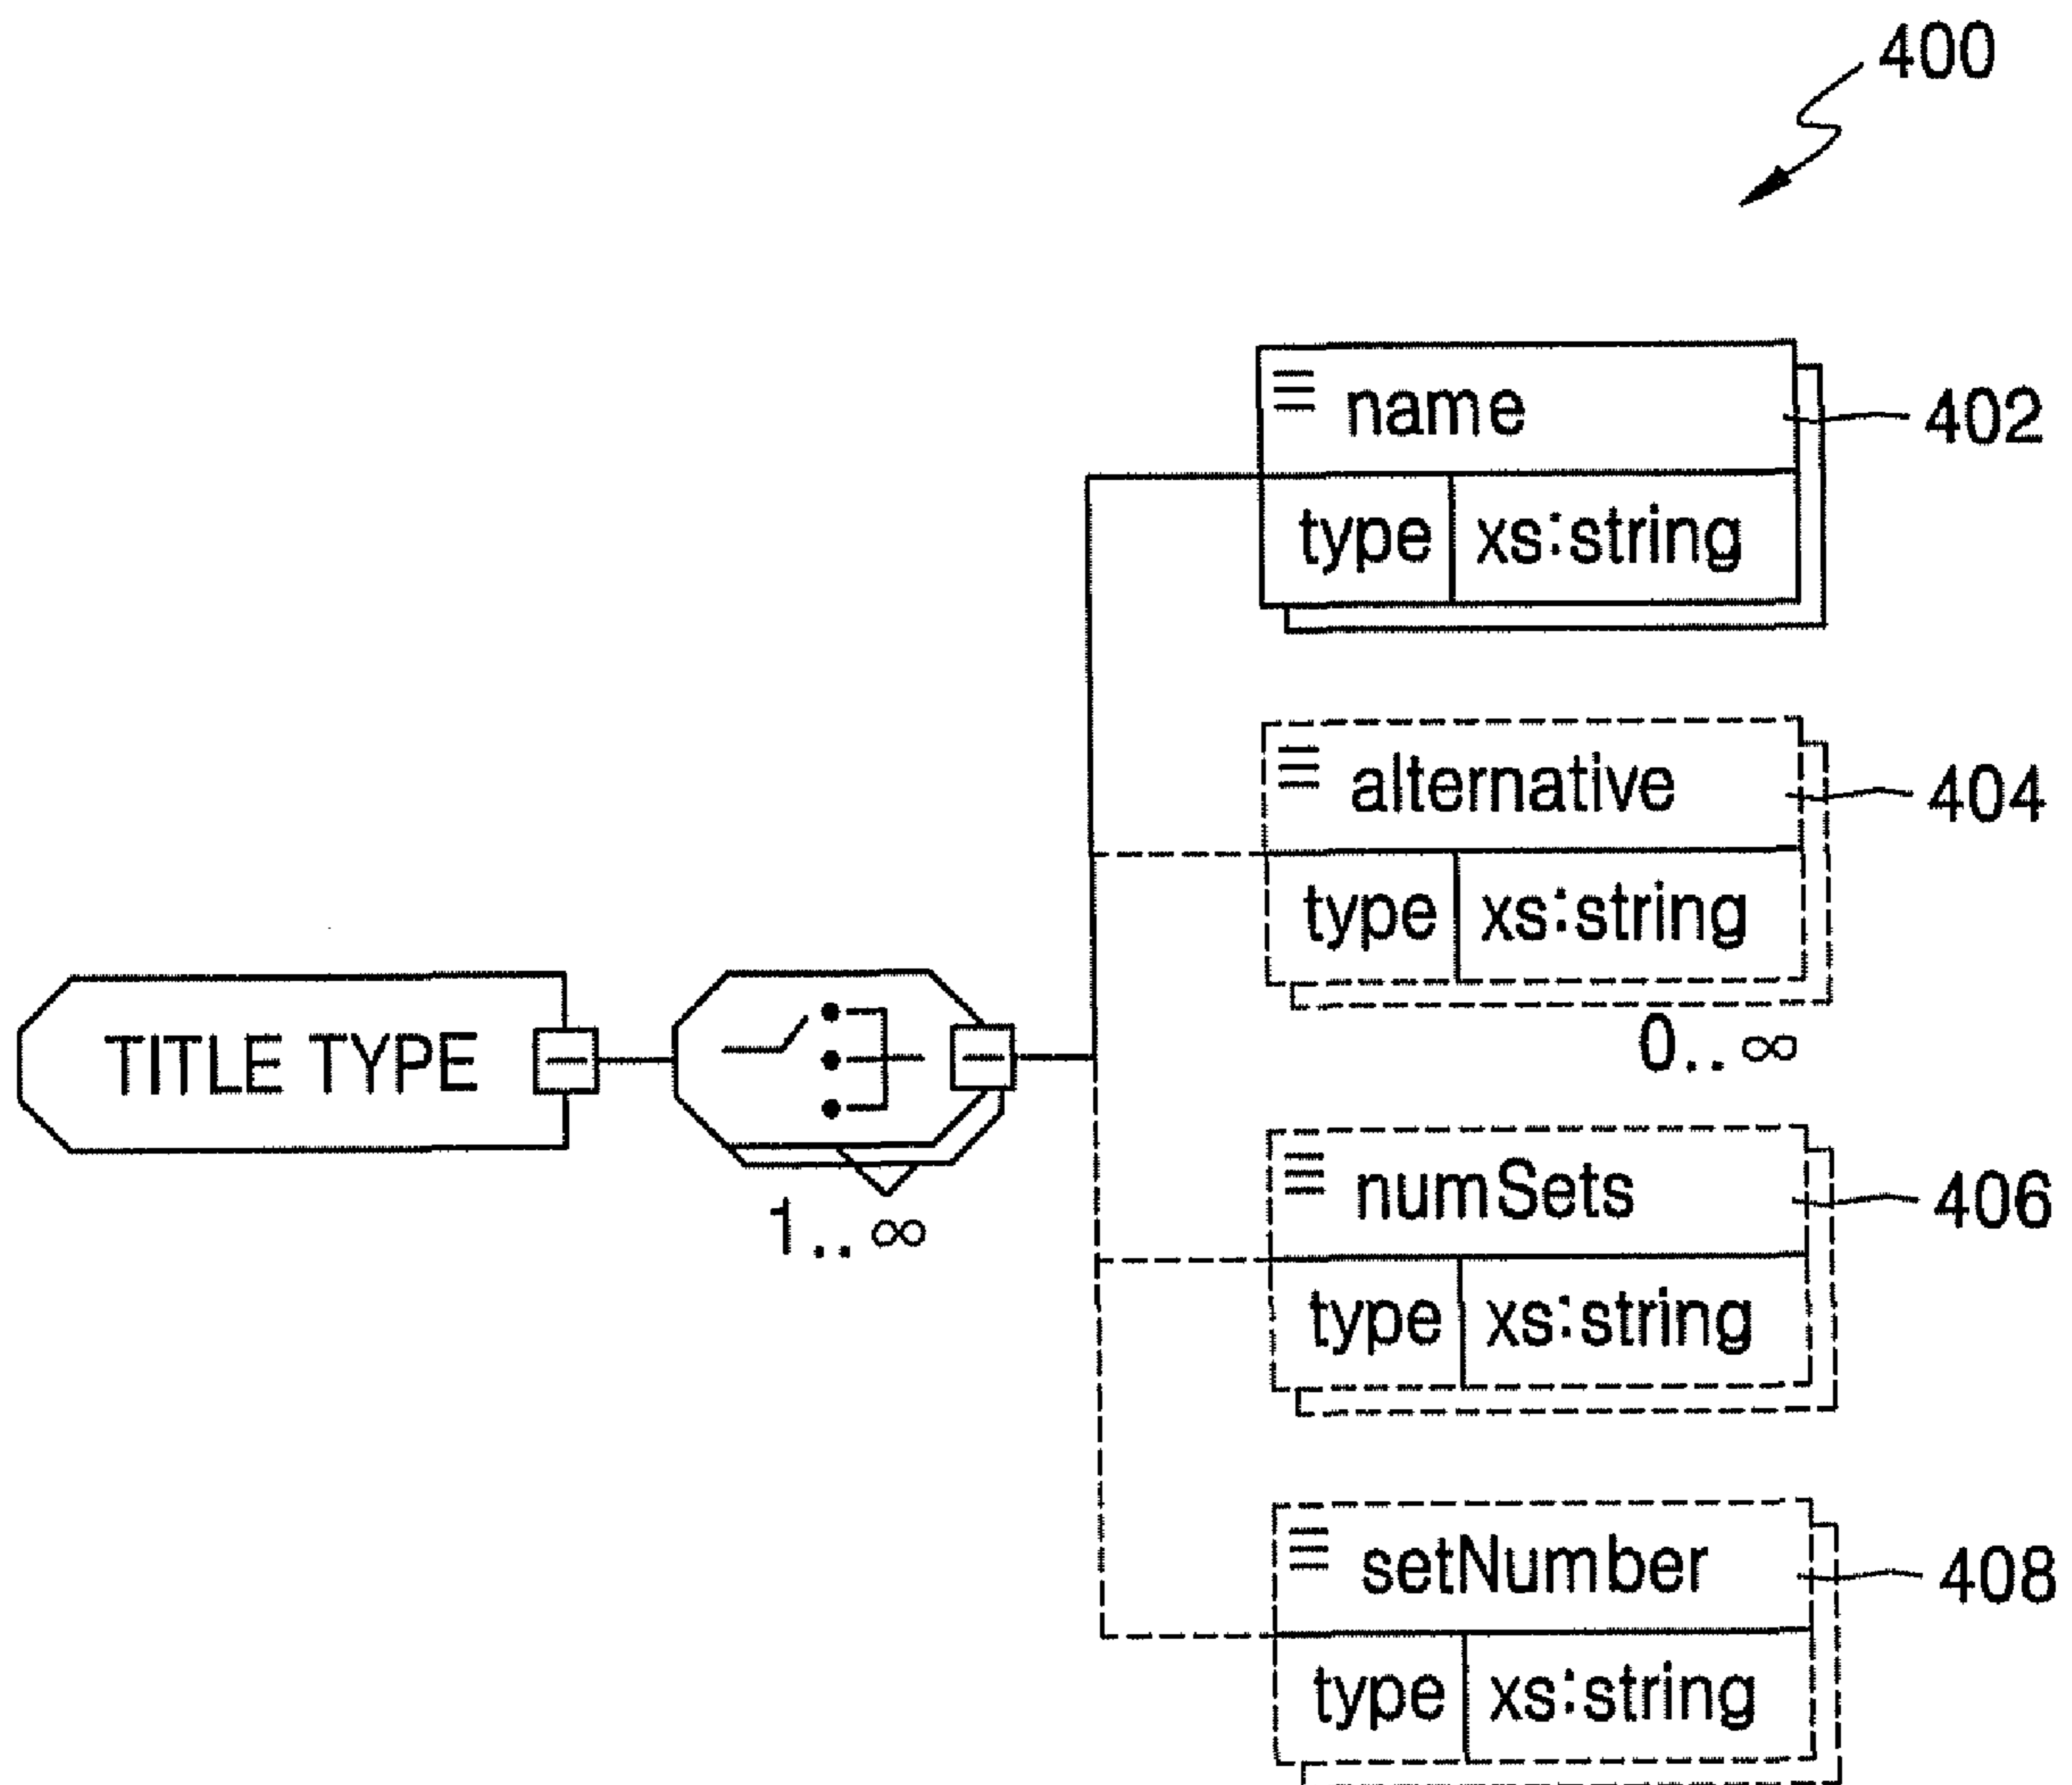 400
name
402
type xs:string
alternative
404
type xs:string
0..∞
TITLE TYPE
1..∞
numSets
406
type xs:string
setNumber
408
type xs:string